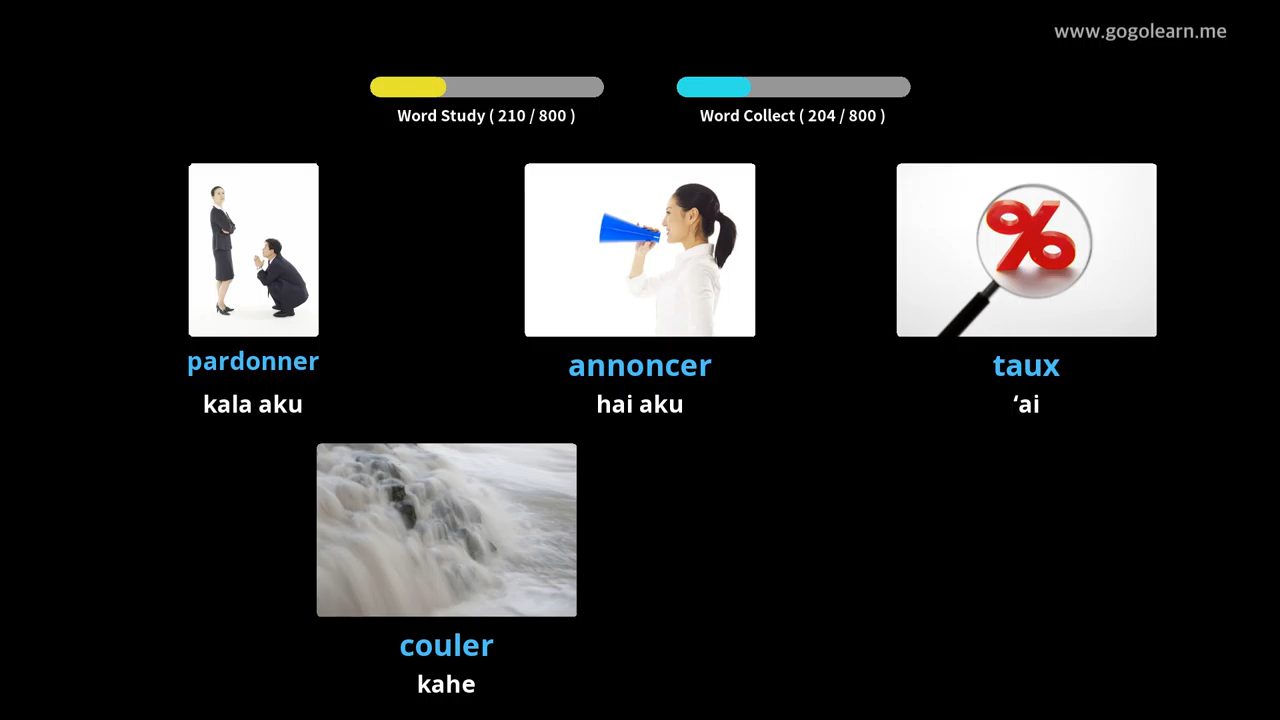 www.gogolearn.me
Word Study ( 210 / 800 )
Word Collect ( 204 / 800 )
pardonner
kala aku
annoncer
hai aku
%
taux
ʻai
couler
kahe